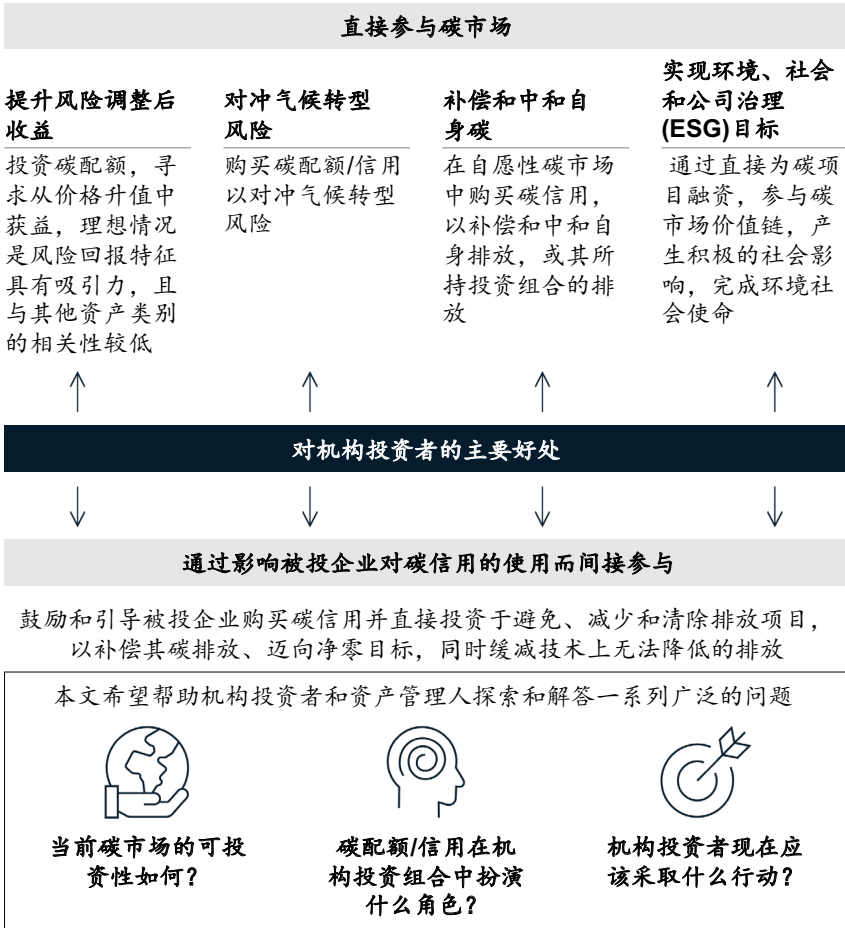 直接参与碳市场
提升风险调整后
收益
投资碳配额，寻
求从价格升值中
获益，理想情况
是风险回报特征
具有吸引力，且
与其他资产类别
的相关性较低
对冲气候转型
风险
购买碳配额/信用
以对冲气候转型
风险
补偿和中和自
身碳
在自愿性碳市场
中购买碳信用，
以补偿和中和自
身排放，或其所
持投资组合的排
放
实现环境、社会
和公司治理
(ESG)目标
通过直接为碳项
目融资，参与碳
市场价值链，产
生积极的社会影
响，完成环境社
会使命
对机构投资者的主要好处
通过影响被投企业对碳信用的使用而间接参与
鼓励和引导被投企业购买碳信用并直接投资于避免、减少和清除排放项目，
以补偿其碳排放、迈向净零目标，同时缓减技术上无法降低的排放
本文希望帮助机构投资者和资产管理人探索和解答一系列广泛的问题
当前碳市场的可投
资性如何？
碳配额/信用在机
构投资组合中扮演
什么角色？
机构投资者现在应
该采取什么行动？